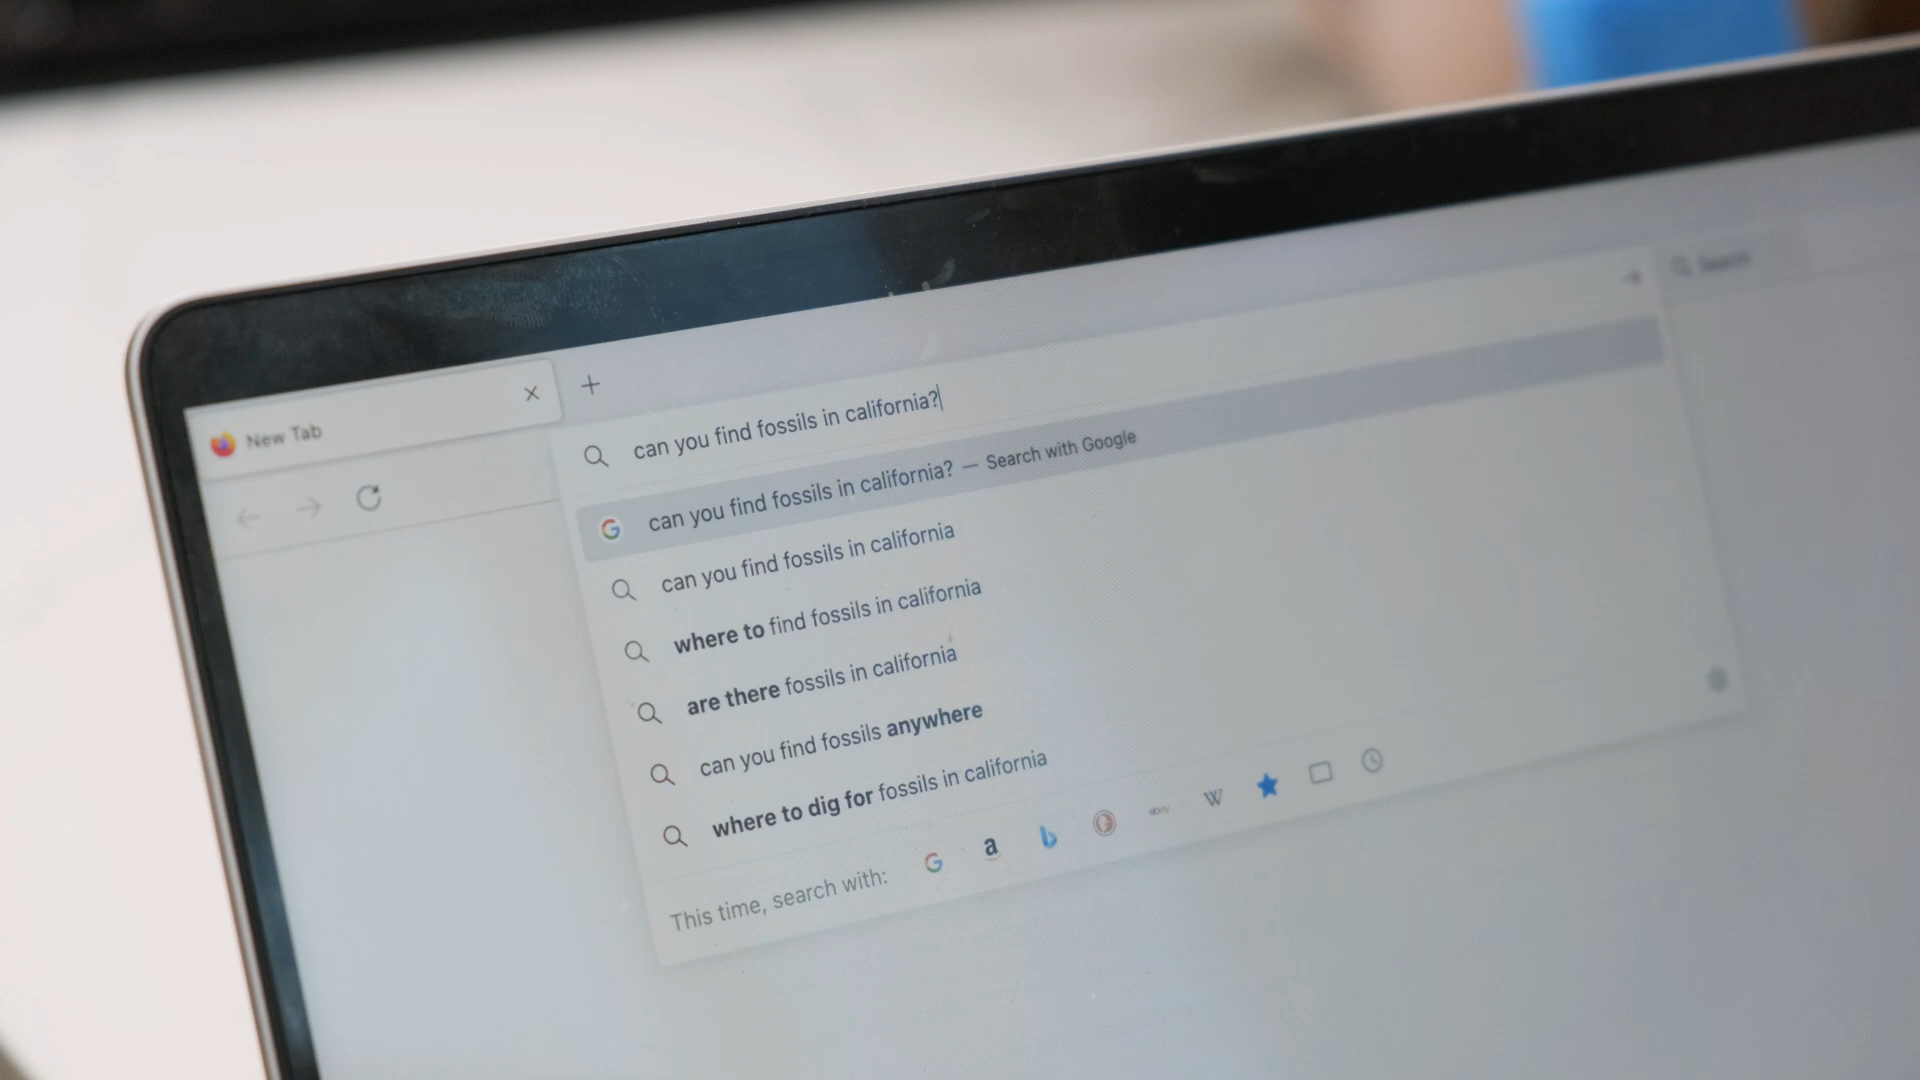 New Tab
can you find fossils in california?
Search
can you find fossils in california? — Search with Google
can you find fossils in california
where to find fossils in california
are there fossils in california
can you find fossils anywhere
where to dig for fossils in california
This time, search with:
G a b ebay W